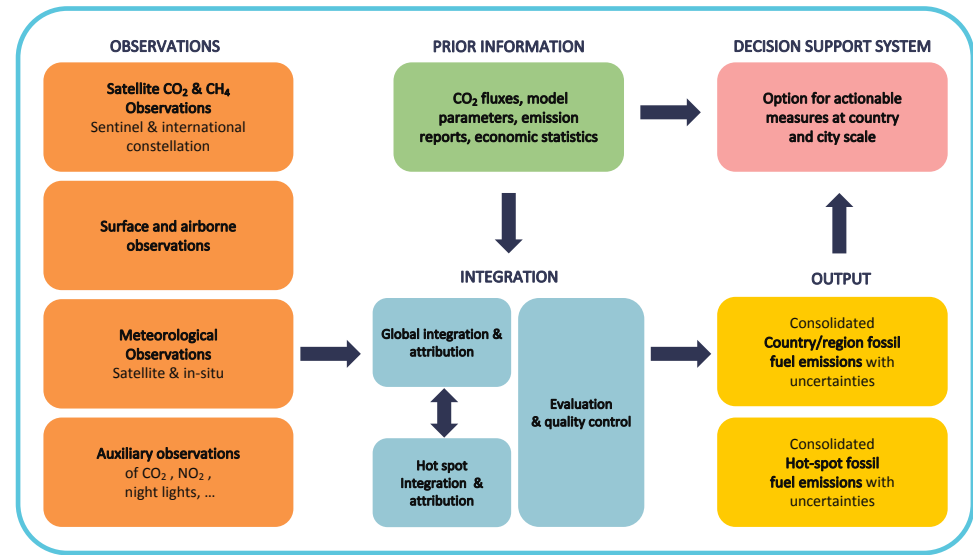 OBSERVATIONS
Satellite CO₂ & CH₄
Observations
Sentinel & international
constellation
Surface and airborne
observations
Meteorological
Observations
Satellite & in-situ
Auxiliary observations
of CO₂ , NO₂ ,
night lights, …
PRIOR INFORMATION
CO₂ fluxes, model
parameters, emission
reports, economic statistics
INTEGRATION
Global integration &
attribution
Hot spot
Integration &
attribution
Evaluation
& quality control
DECISION SUPPORT SYSTEM
Option for actionable
measures at country
and city scale
OUTPUT
Consolidated
Country/region fossil
fuel emissions with
uncertainties
Consolidated
Hot-spot fossil
fuel emissions with
uncertainties